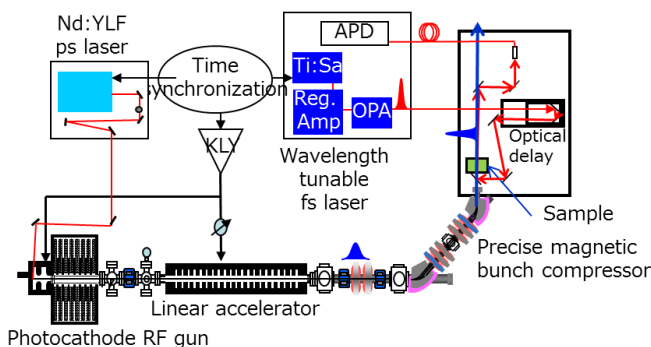 Nd:YLF
ps laser
Time
synchronization
KLY
APD
Ti:Sa
Reg.
Amp
OPA
Wavelength
tunable
fs laser
Optical
delay
Sample
Precise magnetic
bunch compressor
Linear accelerator
Photocathode RF gun